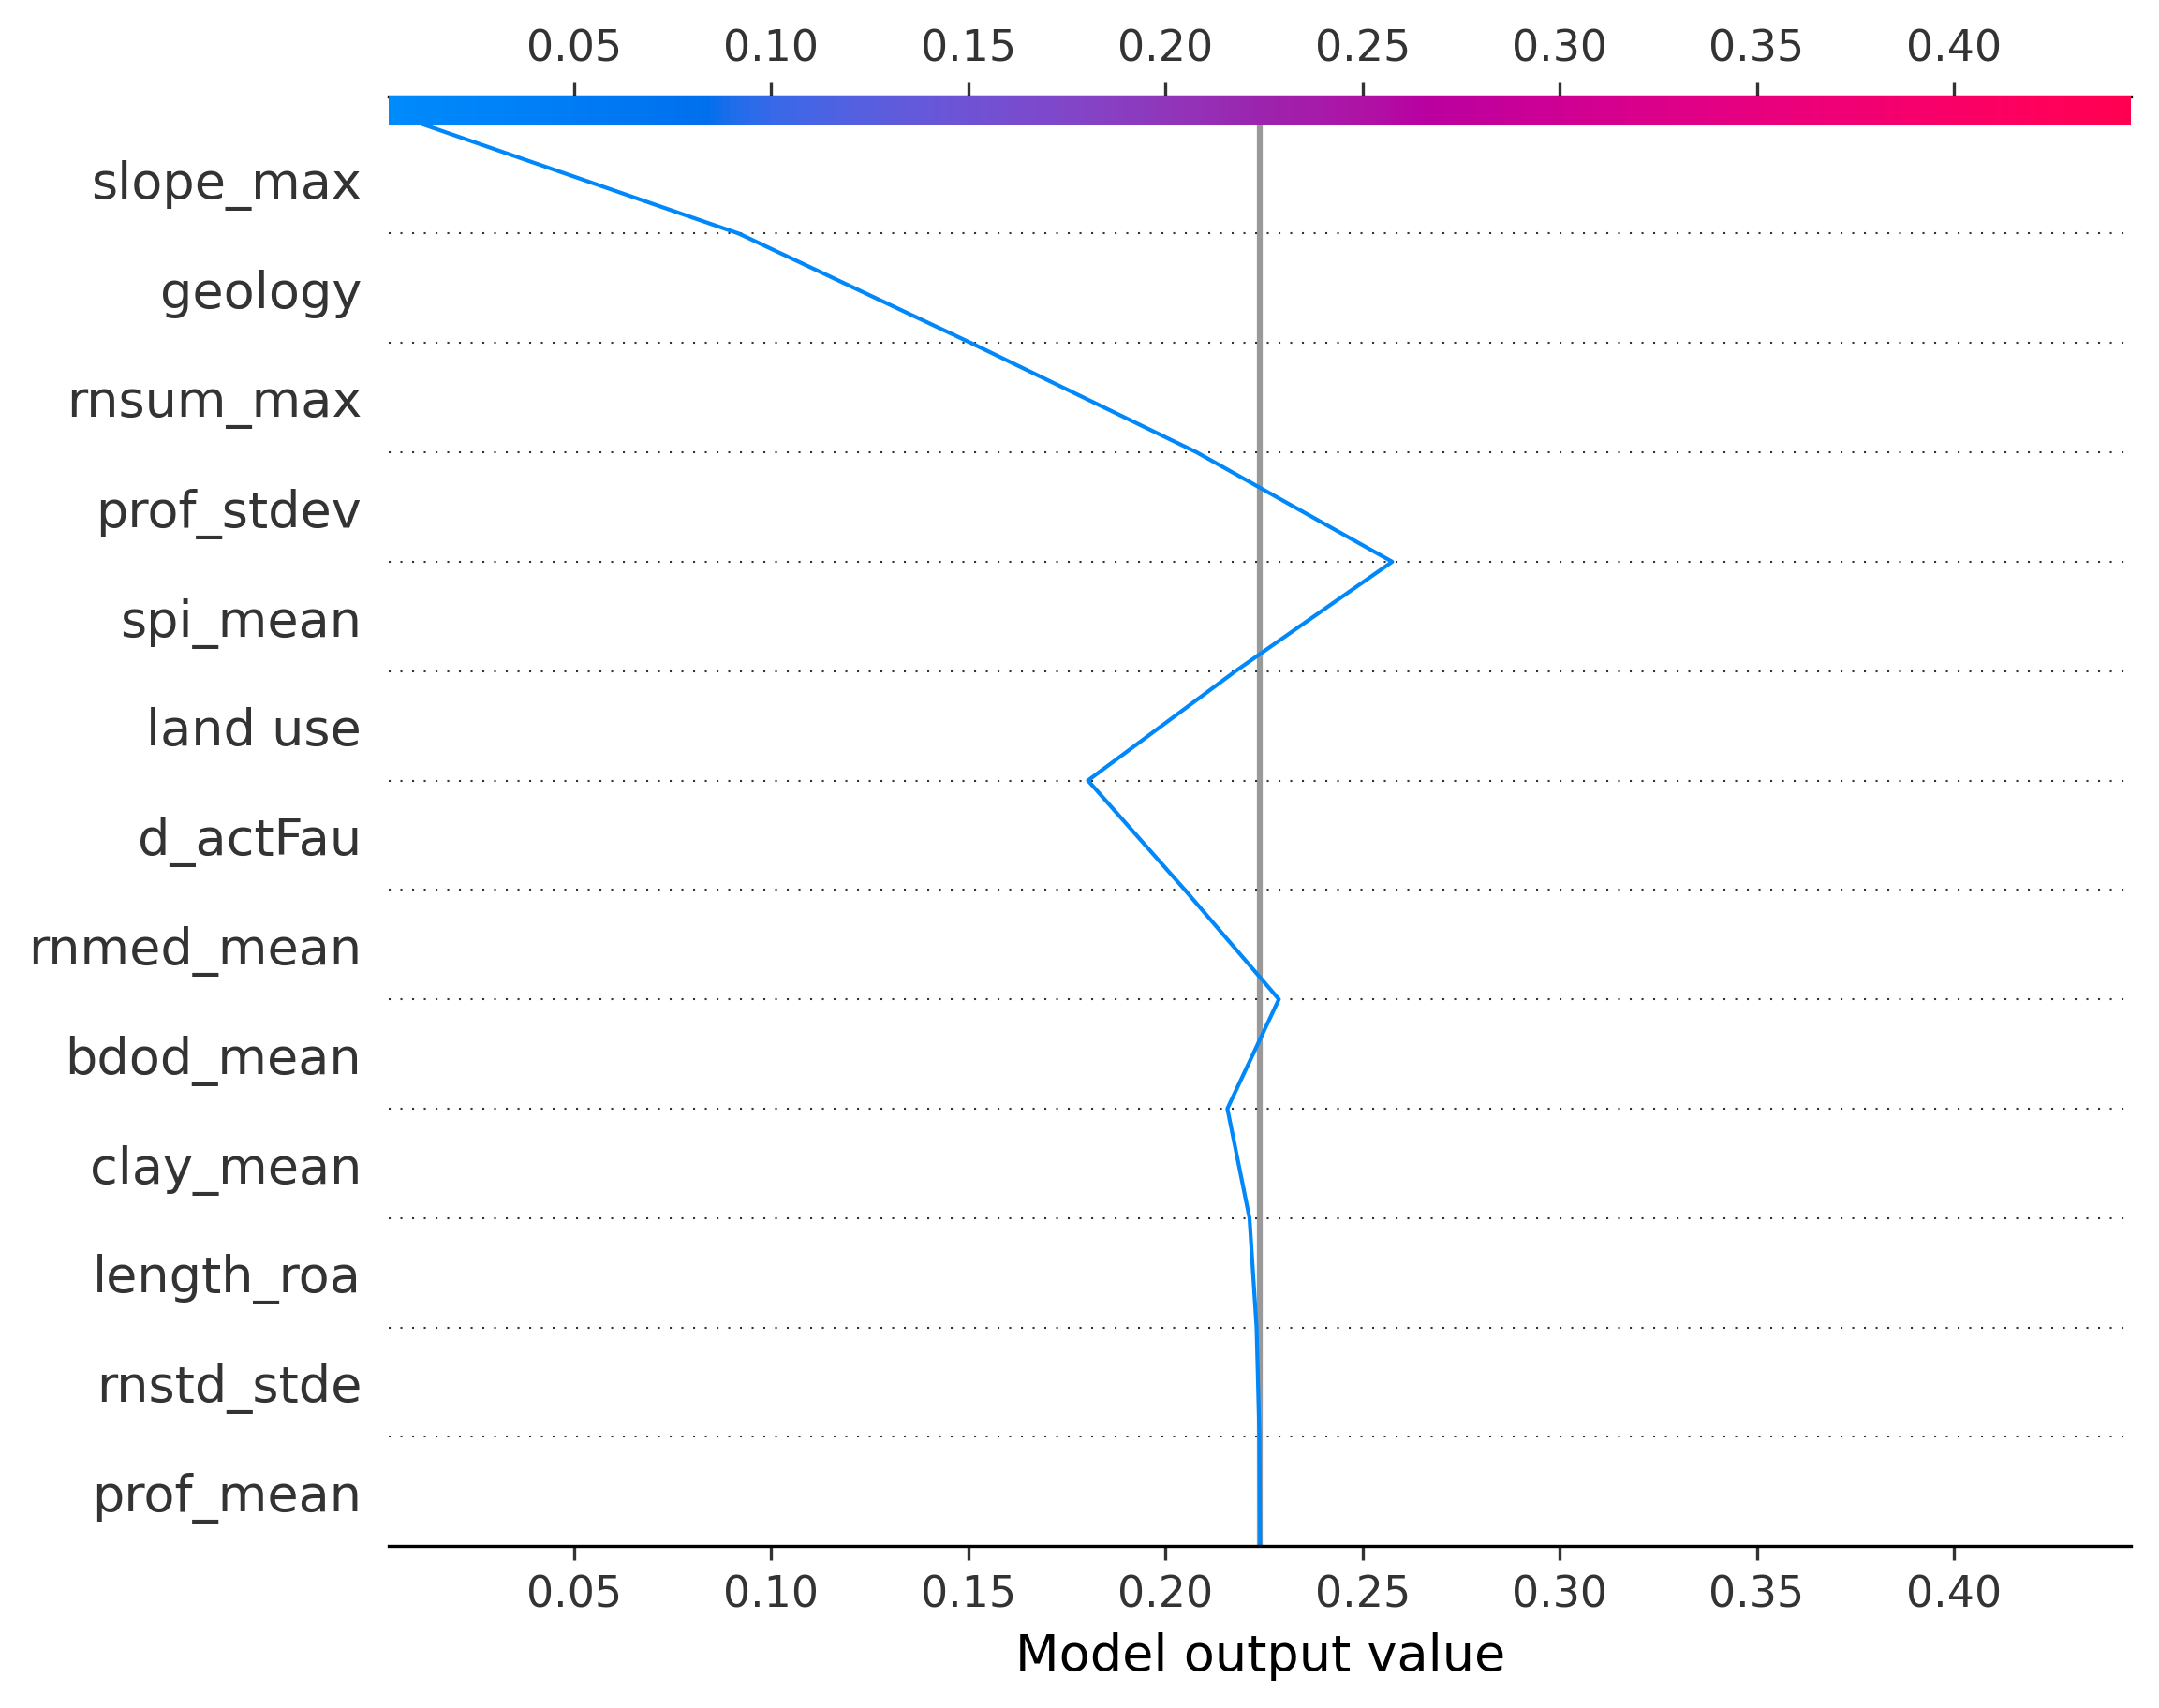 0.05 0.10 0.15 0.20 0.25 0.30 0.35 0.40
slope_max
geology
rnsum_max
prof_stdev
spi_mean
land use
d_actFau
rnmed_mean
bdod_mean
clay_mean
length_roa
rnstd_stde
prof_mean
0.05 0.10 0.15 0.20 0.25 0.30 0.35 0.40
Model output value